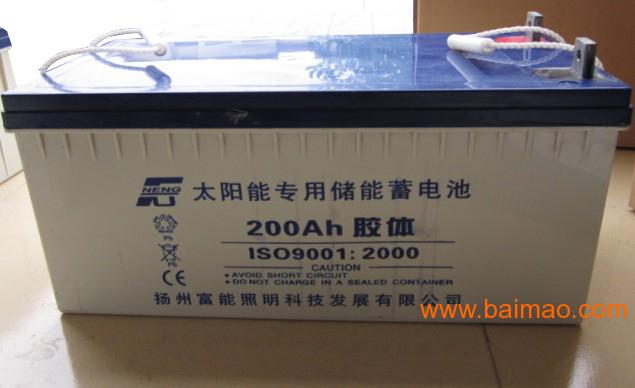 NENG
太阳能专用储能蓄电池
200Ah 胶体
ISO9001: 2000
CAUTION
• AVOID SHORT CIRCUIT
• DO NOT CHARGE IN A SEALED CONTAINER
Pb
Pb
CE
扬州富能照明科技发展有限公司
www.baimao.com